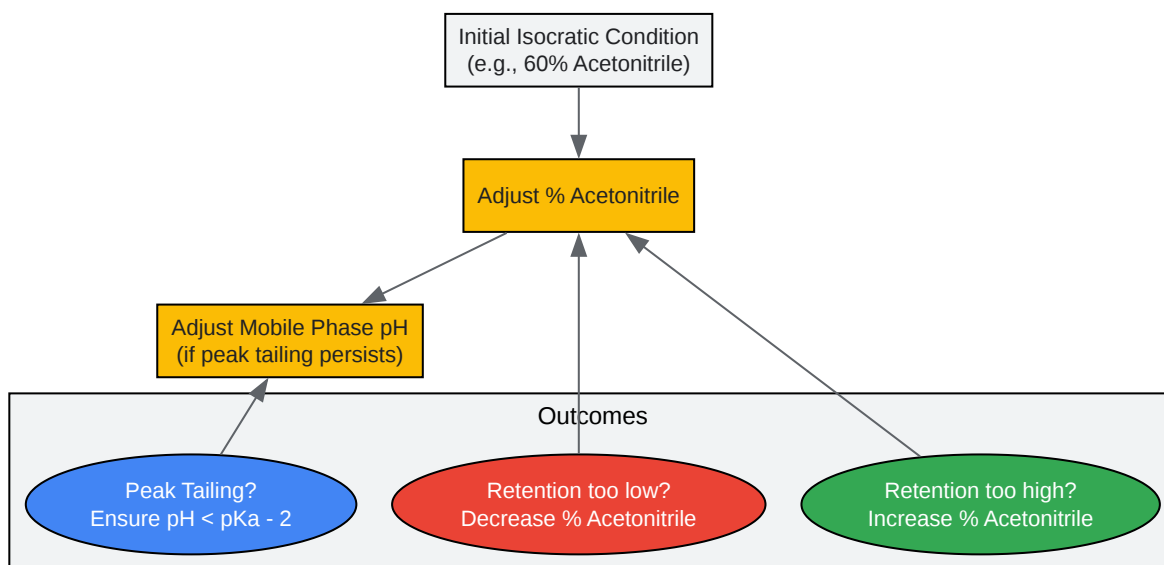 Initial Isocratic Condition
(e.g., 60% Acetonitrile)
Adjust % Acetonitrile
Adjust Mobile Phase pH
(if peak tailing persists)
Outcomes
Peak Tailing?
Ensure pH < pKa - 2
Retention too low?
Decrease % Acetonitrile
Retention too high?
Increase % Acetonitrile